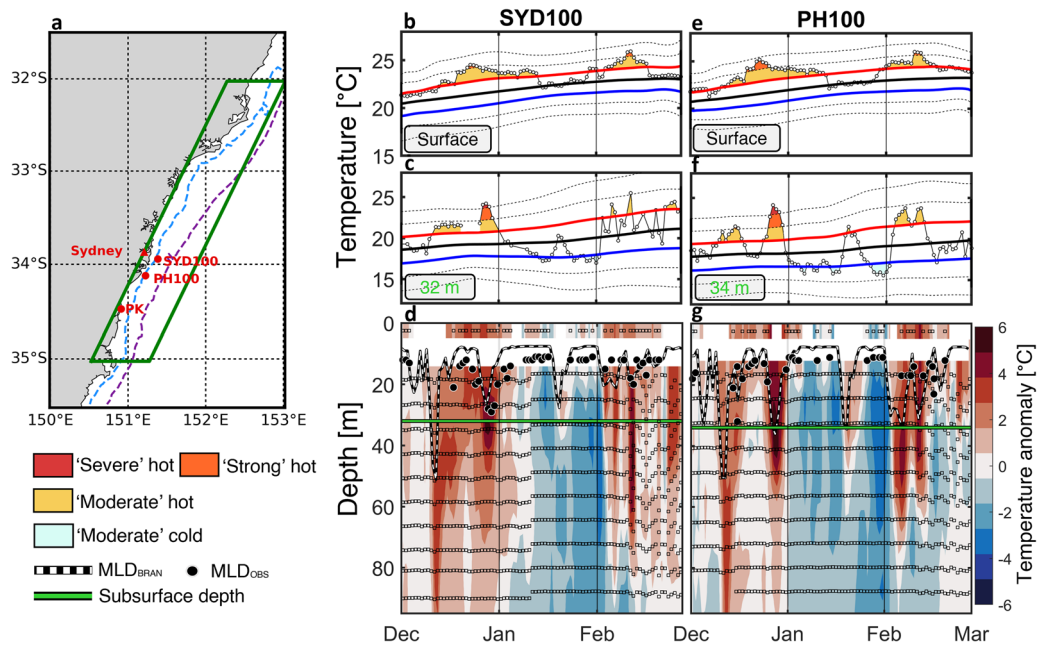 a
32°S
33°S
34°S
35°S
150°E
151°E
152°E
153°E
Sydney
SYD100
PH100
PK
'Severe' hot
'Strong' hot
'Moderate' hot
'Moderate' cold
MLD_BRAN
MLD_OBS
Subsurface depth
SYD100
PH100
b
e
Temperature [°C]
25
20
15
Surface
Surface
c
f
25
20
15
32 m
34 m
d
g
Depth [m]
0
20
40
60
80
Dec
Jan
Feb
Dec
Jan
Feb
Mar
6
4
2
0
-2
-4
-6
Temperature anomaly [°C]